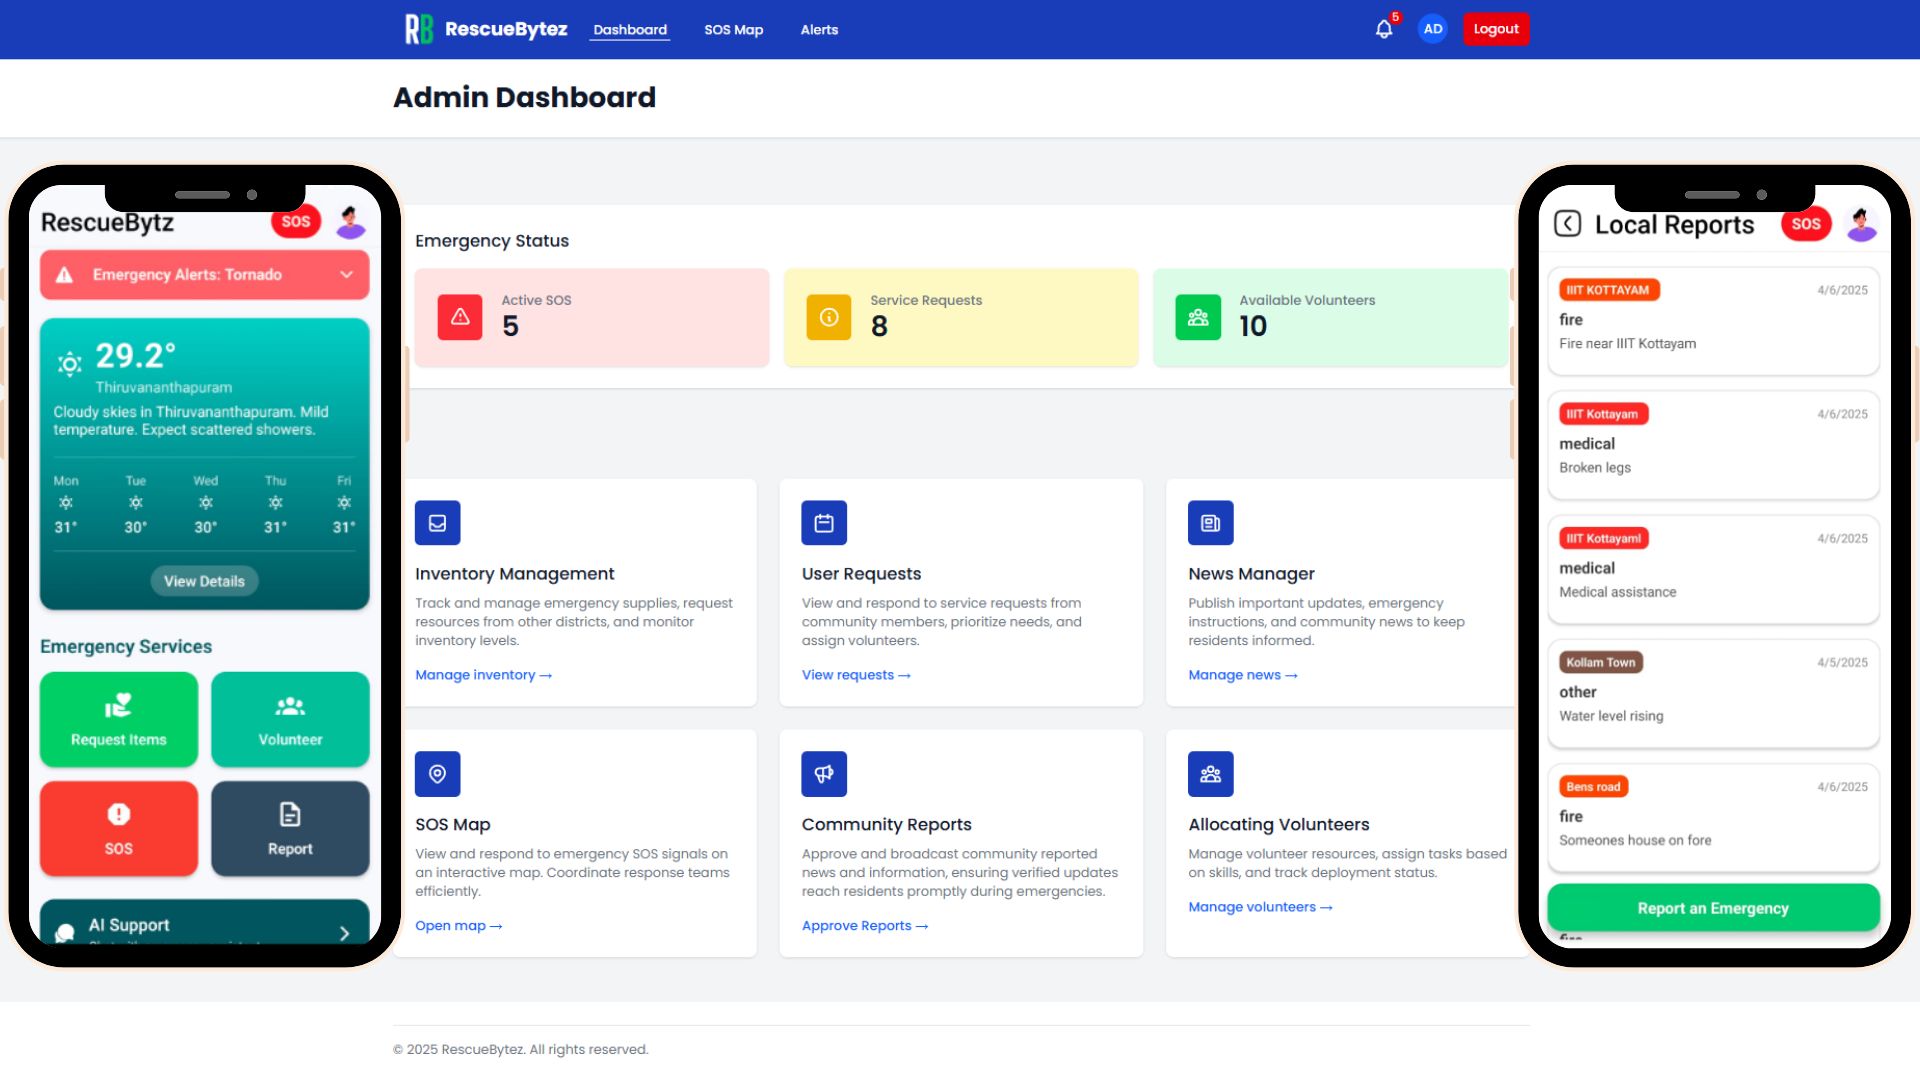 RB RescueBytez Dashboard SOS Map Alerts 5 AD Logout
Admin Dashboard
RescueBytz SOS
Emergency Alerts: Tornado
29.2°
Thiruvananthapuram
Cloudy skies in Thiruvananthapuram. Mild
temperature. Expect scattered showers.
Mon Tue Wed Thu Fri
31° 30° 30° 31° 31°
View Details
Emergency Services
Request Items
Volunteer
SOS
Report
AI Support
Emergency Status
Active SOS
5
Service Requests
8
Available Volunteers
10
Inventory Management
Track and manage emergency supplies, request
resources from other districts, and monitor
inventory levels.
Manage inventory →
User Requests
View and respond to service requests from
community members, prioritize needs, and
assign volunteers.
View requests →
News Manager
Publish important updates, emergency
instructions, and community news to keep
residents informed.
Manage news →
SOS Map
View and respond to emergency SOS signals on
an interactive map. Coordinate response teams
efficiently.
Open map →
Community Reports
Approve and broadcast community reported
news and information, ensuring verified updates
reach residents promptly during emergencies.
Approve Reports →
Allocating Volunteers
Manage volunteer resources, assign tasks based
on skills, and track deployment status.
Manage volunteers →
Local Reports SOS
IIIT KOTTAYAM 4/6/2025
fire
Fire near IIIT Kottayam
IIIT Kottayam 4/6/2025
medical
Broken legs
IIIT Kottayaml 4/6/2025
medical
Medical assistance
Kollam Town 4/5/2025
other
Water level rising
Bens road 4/6/2025
fire
Someones house on fore
Report an Emergency
fire
© 2025 RescueBytez. All rights reserved.